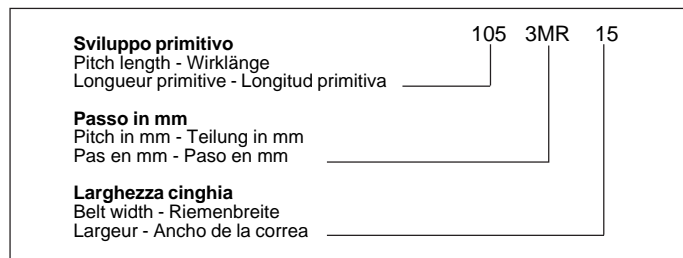 105 3MR 15
Sviluppo primitivo
Pitch length - Wirklänge
Longueur primitive - Longitud primitiva
Passo in mm
Pitch in mm - Teilung in mm
Pas en mm - Paso en mm
Larghezza cinghia
Belt width - Riemenbreite
Largeur - Ancho de la correa